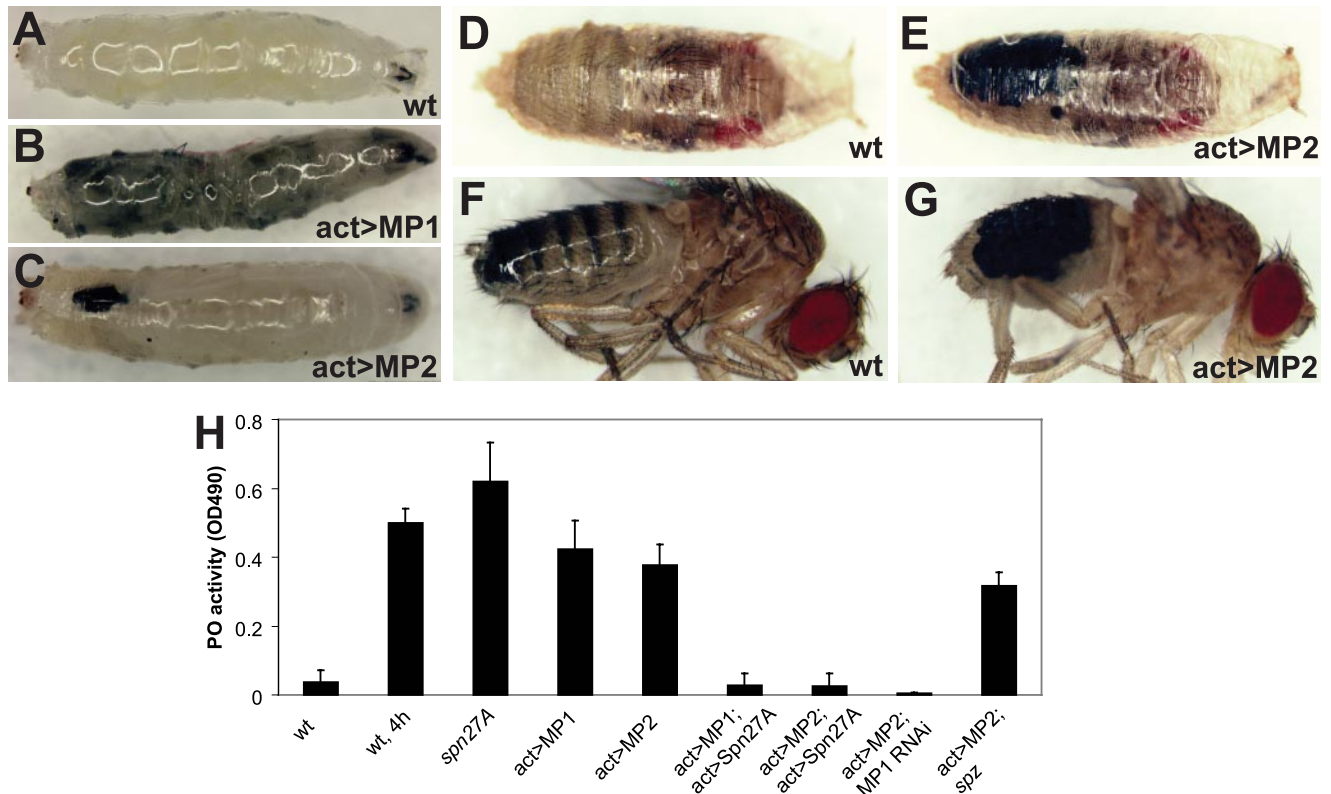 A
wt
B
act>MP1
C
act>MP2
D
wt
E
act>MP2
F
wt
G
act>MP2
H
PO activity (OD490)
0.8
0.6
0.4
0.2
0
wt
wt, 4h
spn27A
act>MP1
act>MP2
act>MP1;
act>Spn27A
act>MP2;
act>Spn27A
act>MP2;
MP1 RNAi
act>MP2;
spz